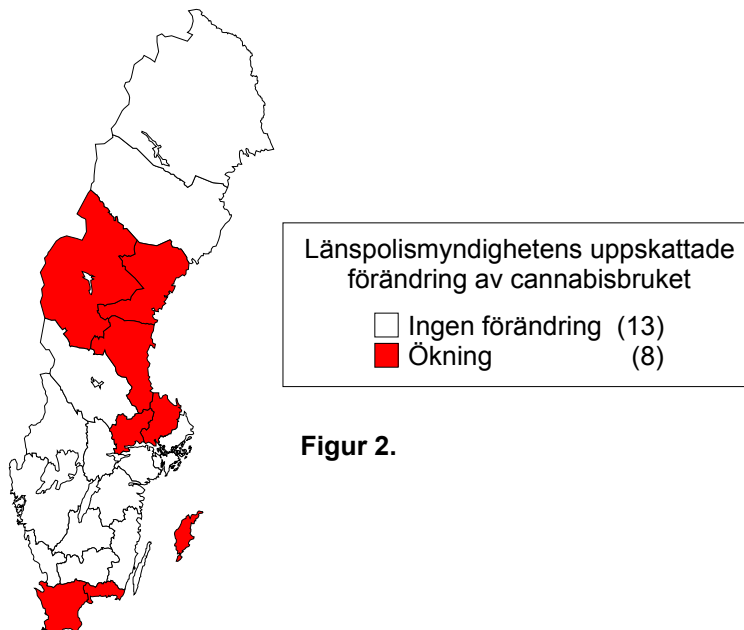 Länspolismyndighetens uppskattade
förändring av cannabisbruket
Ingen förändring (13)
Ökning (8)
Figur 2.